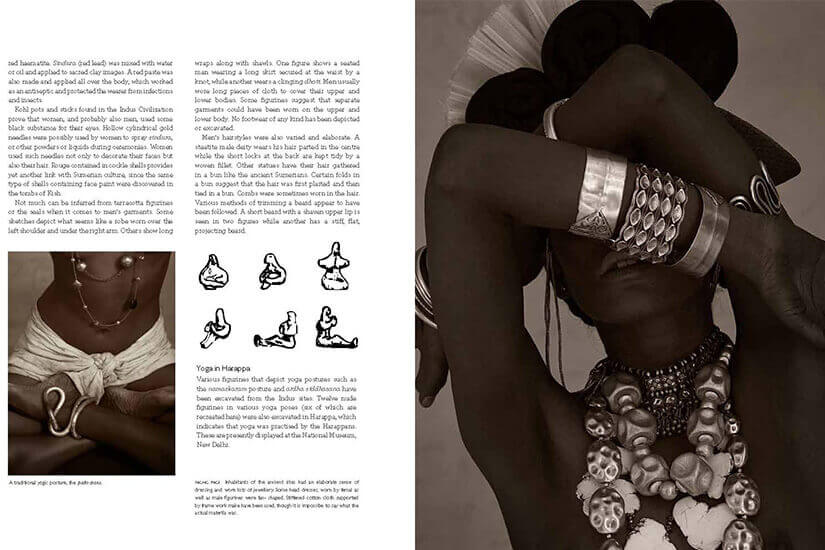 red haematite. Sindura (red lead) was mixed with water
or oil and applied to sacred clay images. A red paste was
also made and applied all over the body, which worked
as an antiseptic and protected the wearer from infections
and insects.
Kohl pots and sticks found in the Indus Civilization
prove that women, and probably also men, used some
black substance for their eyes. Hollow cylindrical gold
needles were possibly used by women to spray sindura,
or other powders or liquids during ceremonies. Women
used such needles not only to decorate their faces but
also their hair. Rouge contained in cockle shells provides
yet another link with Sumerian culture, since the same
type of shells containing face paint were discovered in
the tombs of Kish.
Not much can be inferred from terracotta figurines
or the seals when it comes to men's garments. Some
sketches depict what seems like a robe worn over the
left shoulder and under the right arm. Others show long
wraps along with shawls. One figure shows a seated
man wearing a long skirt secured at the waist by a
knot, while another wears a clinging dhoti. Men usually
wore long pieces of cloth to cover their upper and
lower bodies. Some figurines suggest that separate
garments could have been worn on the upper and
lower body. No footwear of any kind has been depicted
or excavated.
Men's hairstyles were also varied and elaborate. A
steatite male deity wears his hair parted in the centre
while the short locks at the back are kept tidy by a
woven fillet. Other statues have their hair gathered
in a bun like the ancient Sumerians. Certain folds in
a bun suggest that the hair was first plaited and then
tied in a bun. Combs were sometimes worn in the hair.
Various methods of trimming a beard appear to have
been followed. A short beard with a shaven upper lip is
seen in two figures while another has a stiff, flat,
projecting beard.
Yoga in Harappa
Various figurines that depict yoga postures such as
the namaskaram posture and ardha siddhasana have
been excavated from the Indus sites. Twelve nude
figurines in various yoga poses (six of which are
recreated here) were also excavated in Harappa, which
indicates that yoga was practised by the Harappans.
These are presently displayed at the National Museum,
New Delhi.
A traditional yogic posture, the
FACING PAGE Inhabitants of the ancient sites had an elaborate sense of
dressing and wore lots of jewellery. Some head dresses, worn by female as
well as male figurines were fan shaped. Stiffened cotton cloth supported
by frame work make have been used, though it is impossible to say what the
actual material was.